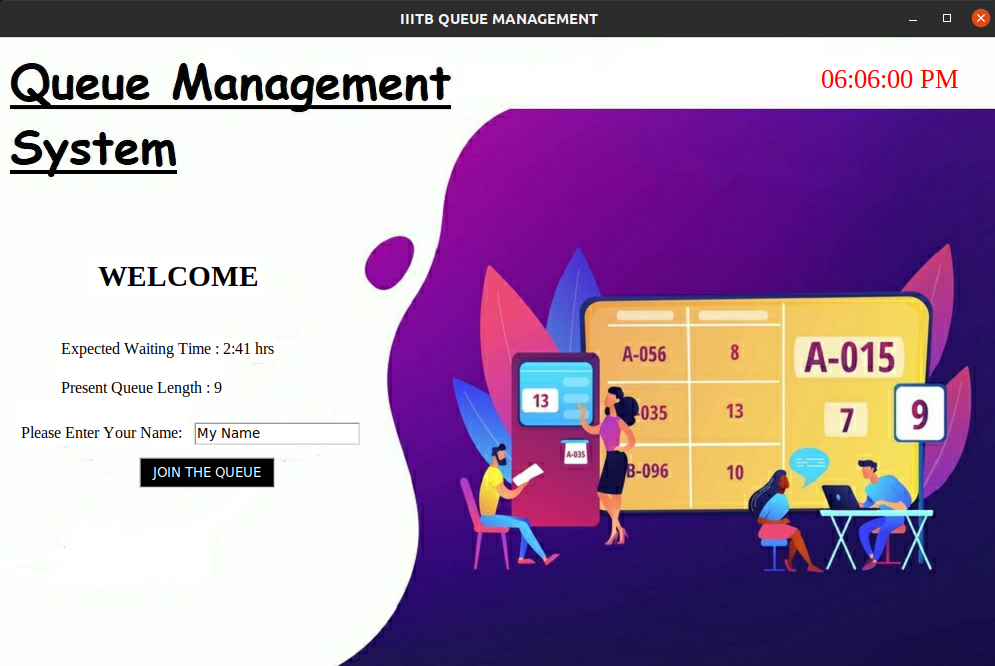 IIITB QUEUE MANAGEMENT
Queue Management
System
06:06:00 PM
WELCOME
Expected Waiting Time : 2:41 hrs
Present Queue Length : 9
Please Enter Your Name: My Name
JOIN THE QUEUE
A-056 8 A-015
13
-035 13 7 9
A-035
B-096 10